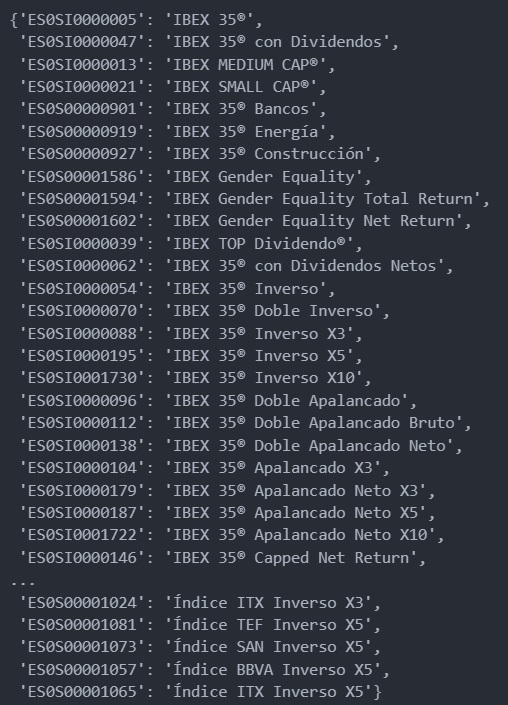 {'ES0SI0000005': 'IBEX 35®',
'ES0SI0000047': 'IBEX 35® con Dividendos',
'ES0SI0000013': 'IBEX MEDIUM CAP®',
'ES0SI0000021': 'IBEX SMALL CAP®',
'ES0S00000901': 'IBEX 35® Bancos',
'ES0S00000919': 'IBEX 35® Energía',
'ES0S00000927': 'IBEX 35® Construcción',
'ES0S00001586': 'IBEX Gender Equality',
'ES0S00001594': 'IBEX Gender Equality Total Return',
'ES0S00001602': 'IBEX Gender Equality Net Return',
'ES0SI0000039': 'IBEX TOP Dividendo®',
'ES0SI0000062': 'IBEX 35® con Dividendos Netos',
'ES0SI0000054': 'IBEX 35® Inverso',
'ES0SI0000070': 'IBEX 35® Doble Inverso',
'ES0SI0000088': 'IBEX 35® Inverso X3',
'ES0SI0000195': 'IBEX 35® Inverso X5',
'ES0SI0001730': 'IBEX 35® Inverso X10',
'ES0SI0000096': 'IBEX 35® Doble Apalancado',
'ES0SI0000112': 'IBEX 35® Doble Apalancado Bruto',
'ES0SI0000138': 'IBEX 35® Doble Apalancado Neto',
'ES0SI0000104': 'IBEX 35® Apalancado X3',
'ES0SI0000179': 'IBEX 35® Apalancado Neto X3',
'ES0SI0000187': 'IBEX 35® Apalancado Neto X5',
'ES0SI0001722': 'IBEX 35® Apalancado Neto X10',
'ES0SI0000146': 'IBEX 35® Capped Net Return',
...
'ES0S00001024': 'Índice ITX Inverso X3',
'ES0S00001081': 'Índice TEF Inverso X5',
'ES0S00001073': 'Índice SAN Inverso X5',
'ES0S00001057': 'Índice BBVA Inverso X5',
'ES0S00001065': 'Índice ITX Inverso X5'}